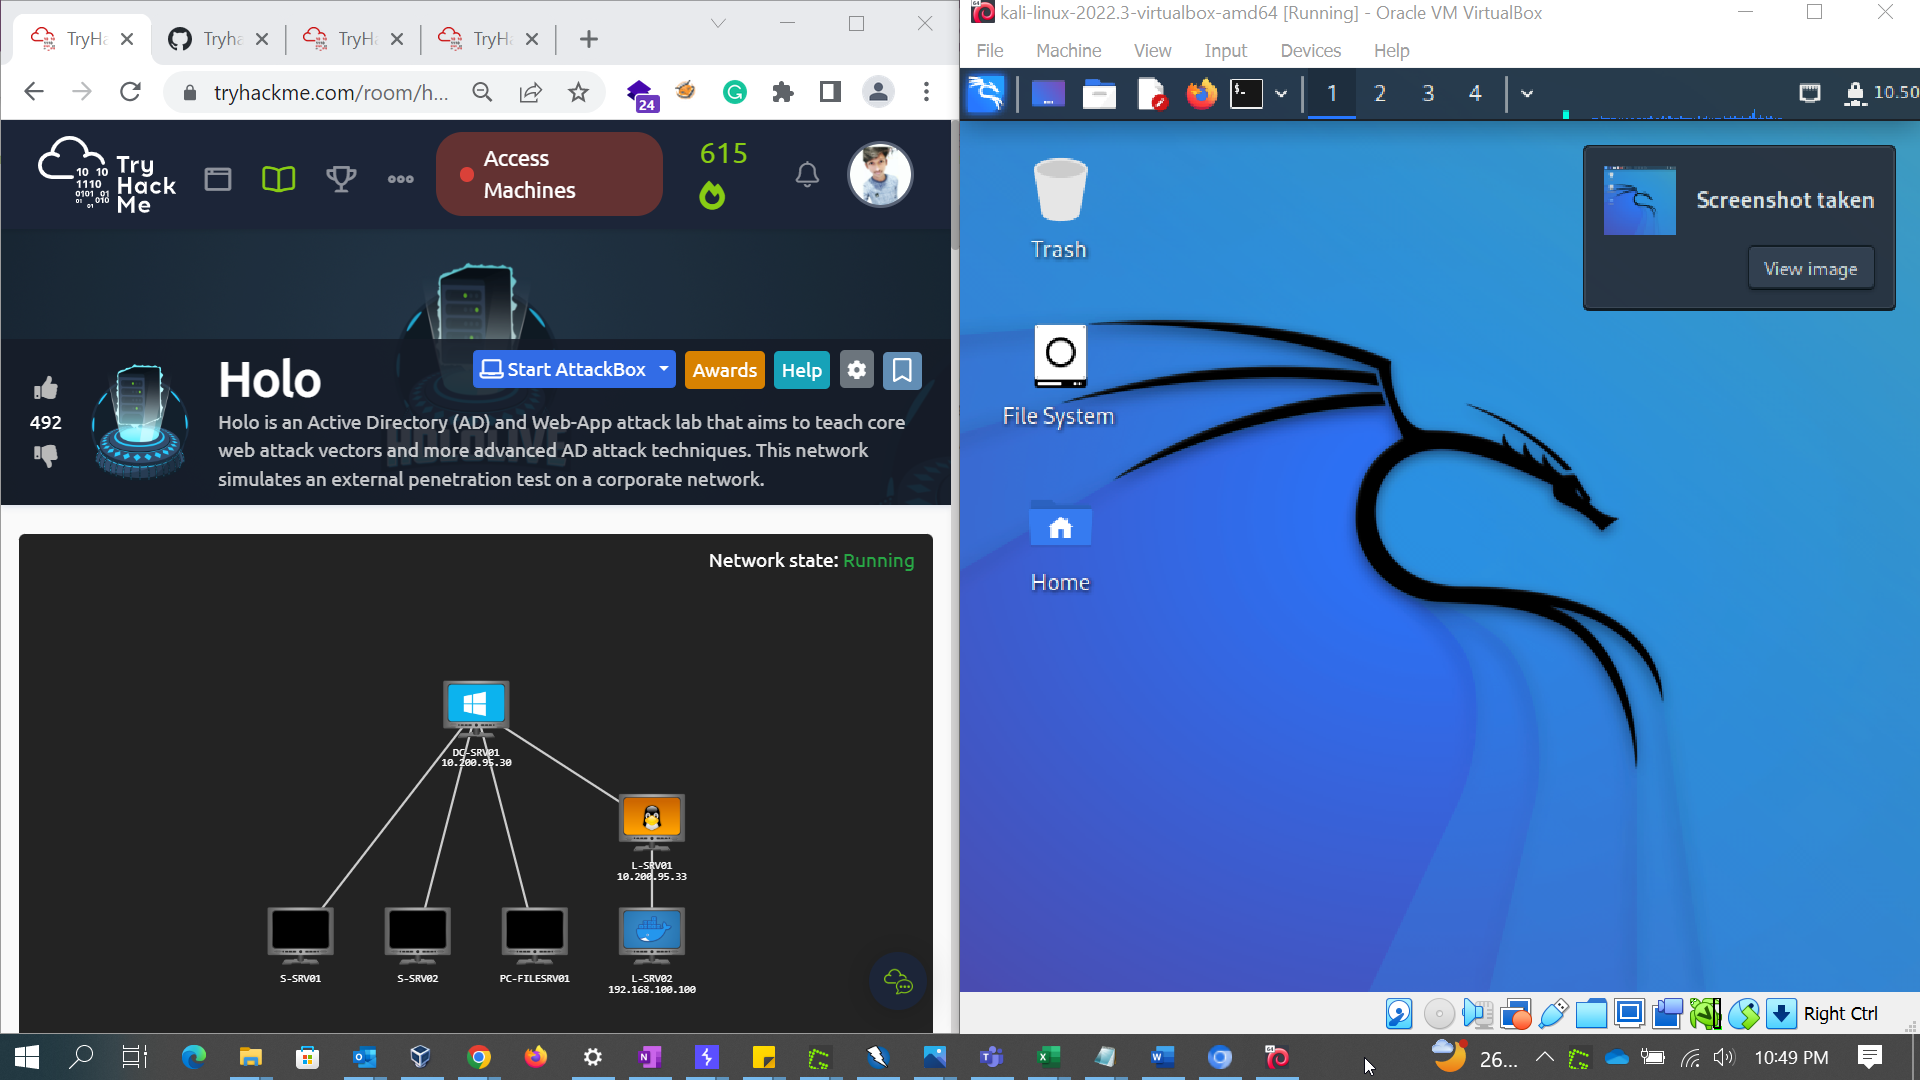 TryHa
Tryha
TryH
TryH
tryhackme.com/room/h...
24
Try
Hack
Me
Access
Machines
615
Holo
Start AttackBox
Awards
Help
492
Holo is an Active Directory (AD) and Web-App attack lab that aims to teach core
web attack vectors and more advanced AD attack techniques. This network
simulates an external penetration test on a corporate network.
Network state: Running
DC-SRV01
10.200.95.30
L-SRV01
10.200.95.33
S-SRV01
S-SRV02
PC-FILESRV01
L-SRV02
192.168.100.100
kali-linux-2022.3-virtualbox-amd64 [Running] - Oracle VM VirtualBox
File
Machine
View
Input
Devices
Help
1
2
3
4
10.50
Trash
File System
Home
Screenshot taken
View image
Right Ctrl
26...
10:49 PM